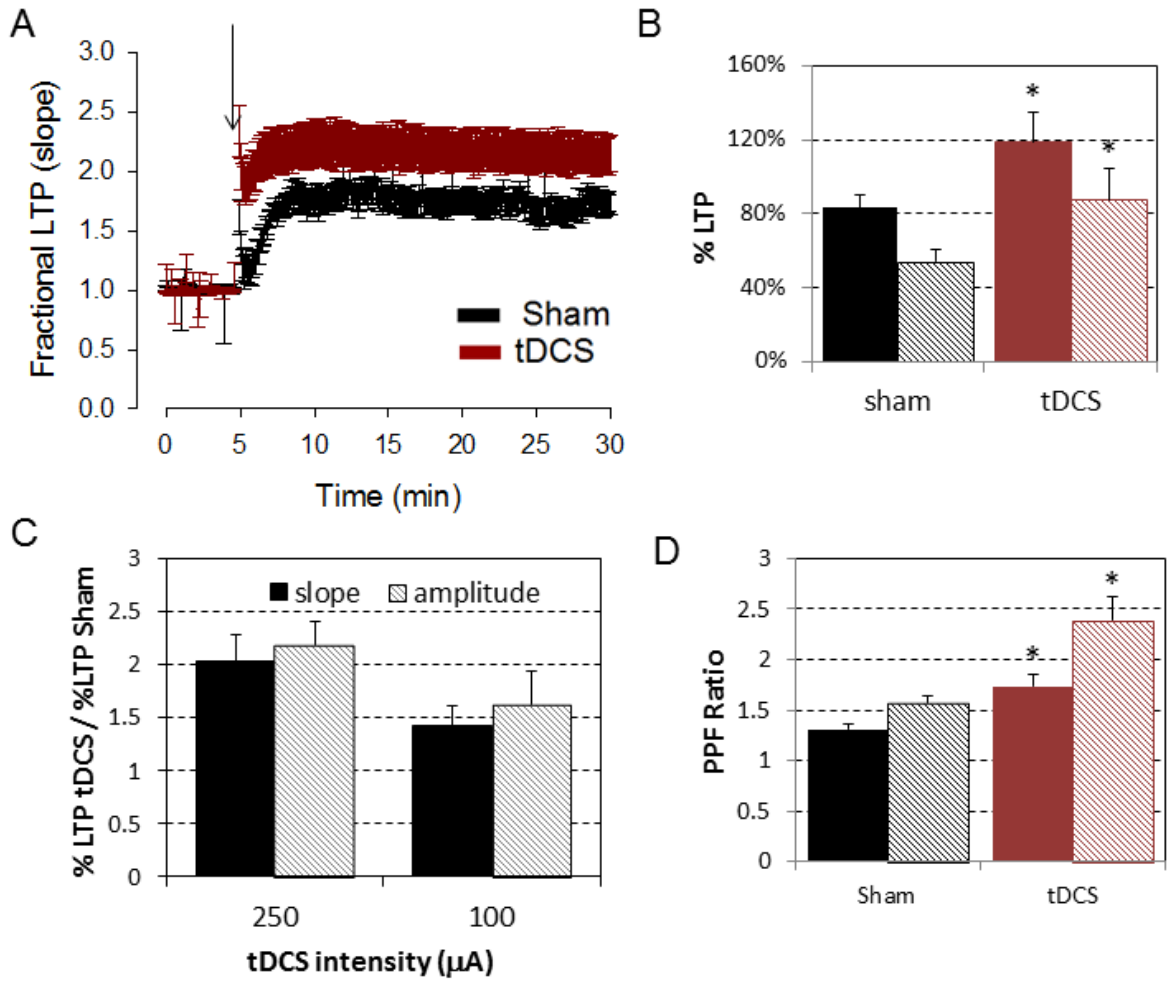 A
Fractional LTP (slope)
3.0
2.5
2.0
1.5
1.0
0.5
0.0
Sham
tDCS
0 5 10 15 20 25 30
Time (min)
B
% LTP
160%
120%
80%
40%
0%
*
*
sham tDCS
C
% LTP tDCS / %LTP Sham
3
2.5
2
1.5
1
0.5
0
slope amplitude
250 100
tDCS intensity (µA)
D
PPF Ratio
3
2.5
2
1.5
1
0.5
0
*
*
Sham tDCS